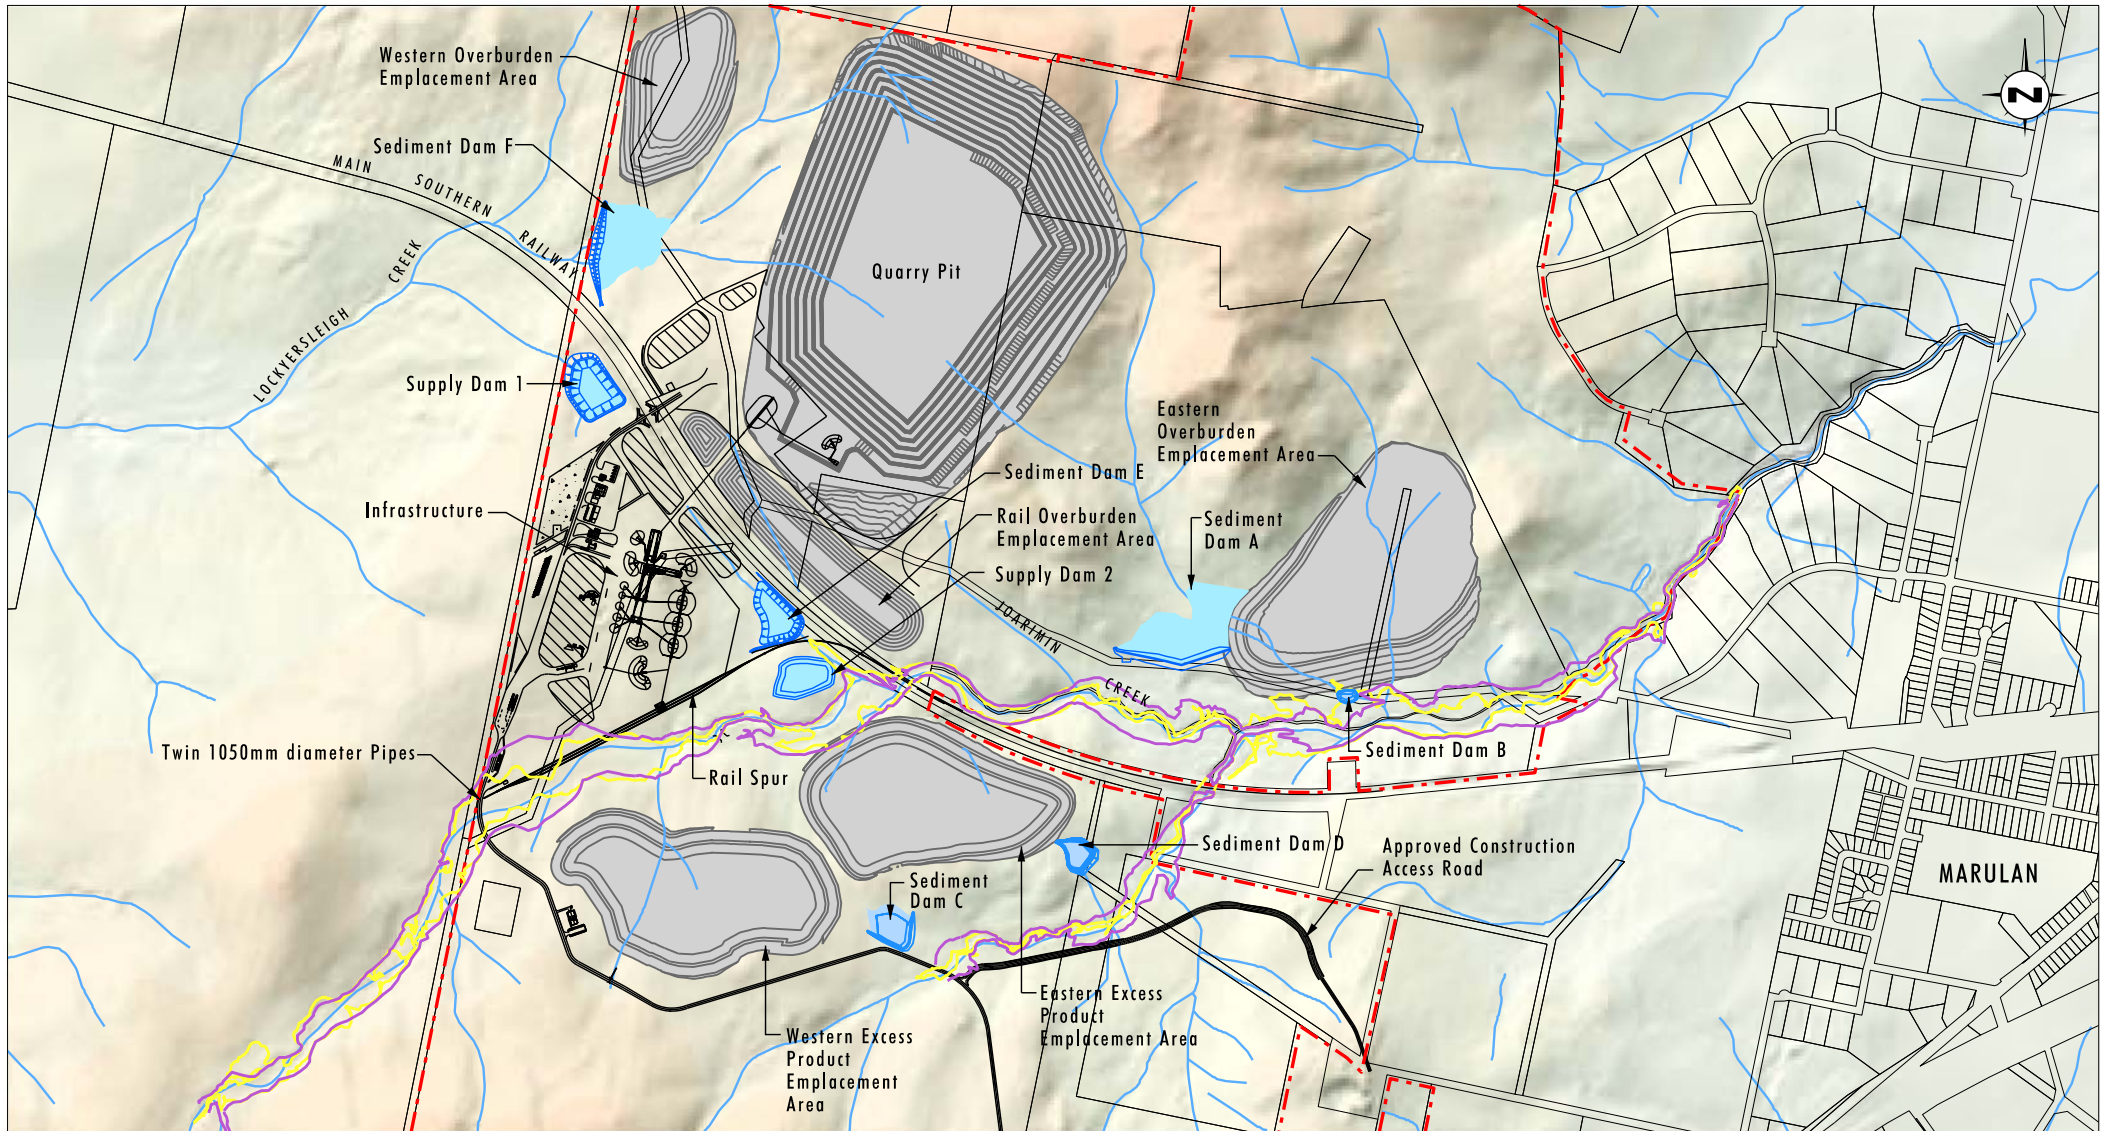 Western Overburden
Emplacement Area
Sediment Dam F
MAIN SOUTHERN RAILWAY
LOCKYERSLEIGH CREEK
Quarry Pit
Supply Dam 1
Infrastructure
Sediment Dam E
Rail Overburden
Emplacement Area
Supply Dam 2
Eastern
Overburden
Emplacement Area
Sediment
Dam A
JOARIMIN CREEK
Twin 1050mm diameter Pipes
Rail Spur
Sediment Dam B
Sediment Dam D
Approved Construction
Access Road
MARULAN
Sediment
Dam C
Eastern Excess
Product
Emplacement Area
Western Excess
Product
Emplacement
Area
N